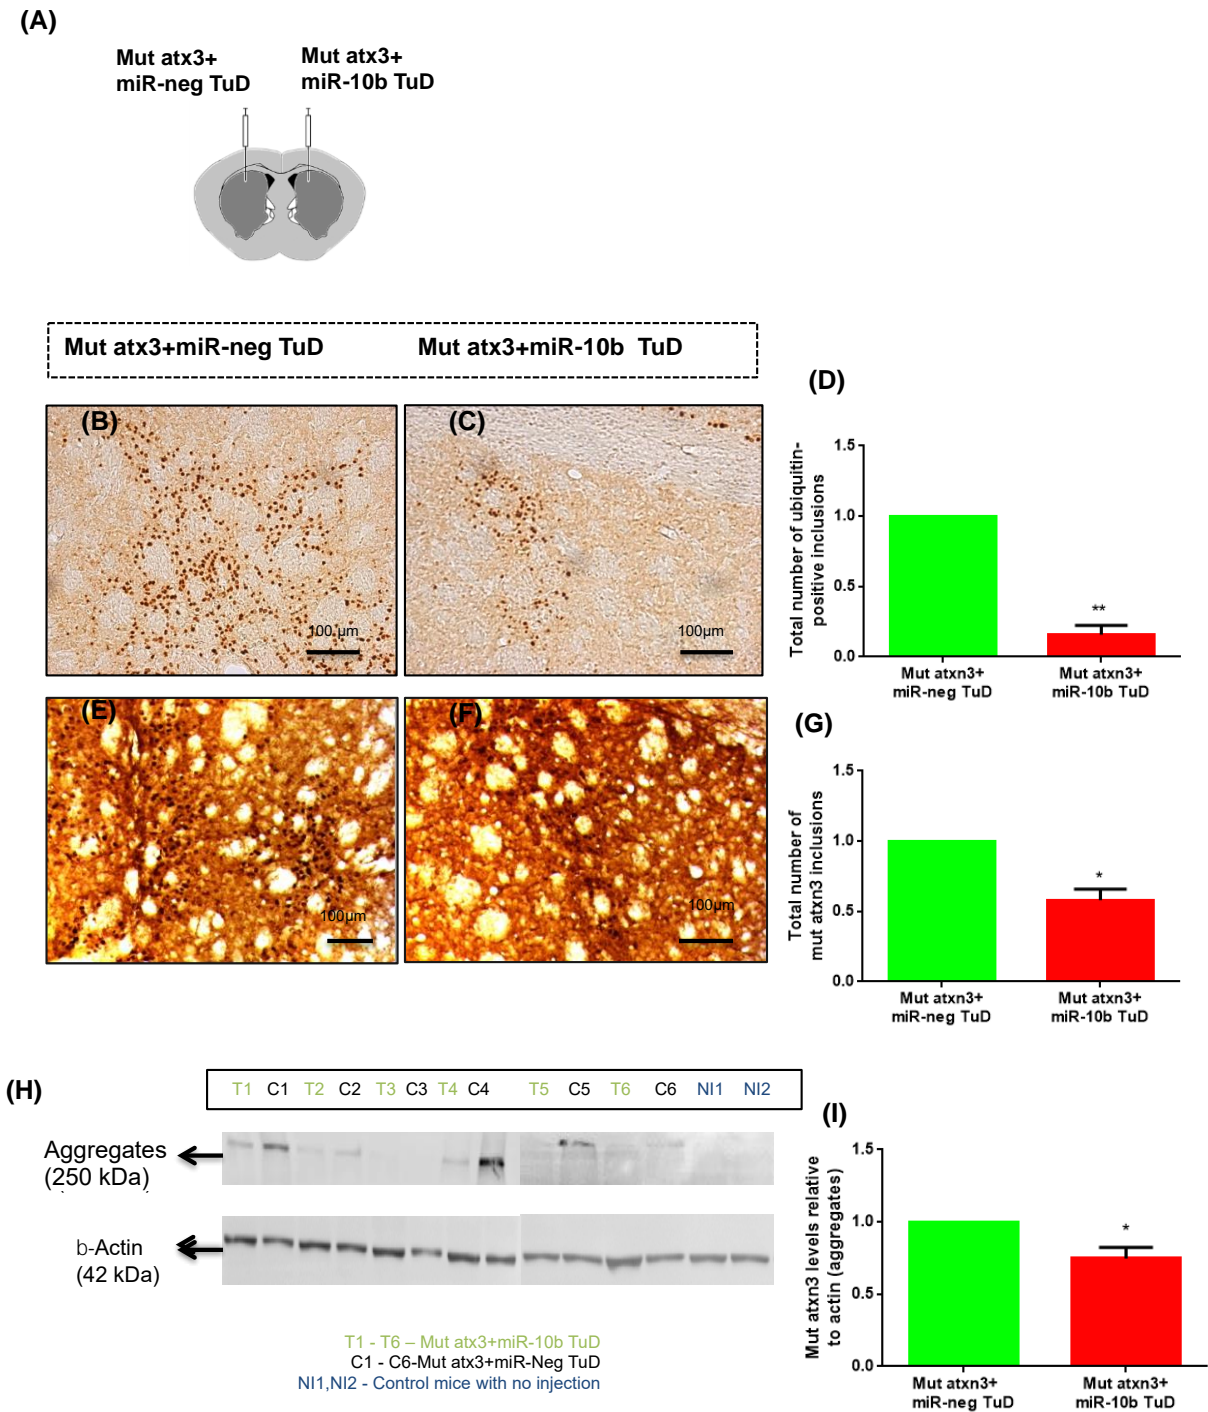 (A)
Mut atx3+
miR-neg TuD
Mut atx3+
miR-10b TuD
Mut atx3+miR-neg TuD
Mut atx3+miR-10b TuD
(B)
100 µm
(C)
100µm
(D)
Total number of ubiquitin-
positive inclusions
1.5
1.0
0.5
0.0
**
Mut atxn3+
miR-neg TuD
Mut atxn3+
miR-10b TuD
(E)
100µm
(F)
100µm
(G)
Total number of
mut atxn3 inclusions
1.5
1.0
0.5
0.0
*
Mut atxn3+
miR-neg TuD
Mut atxn3+
miR-10b TuD
(H)
T1 C1 T2 C2 T3 C3 T4 C4 T5 C5 T6 C6 NI1 NI2
Aggregates
(250 kDa)
b-Actin
(42 kDa)
T1 - T6 – Mut atx3+miR-10b TuD
C1 - C6-Mut atx3+miR-Neg TuD
NI1,NI2 - Control mice with no injection
(I)
Mut atxn3 levels relative
to actin (aggregates)
1.5
1.0
0.5
0.0
*
Mut atxn3+
miR-neg TuD
Mut atxn3+
miR-10b TuD